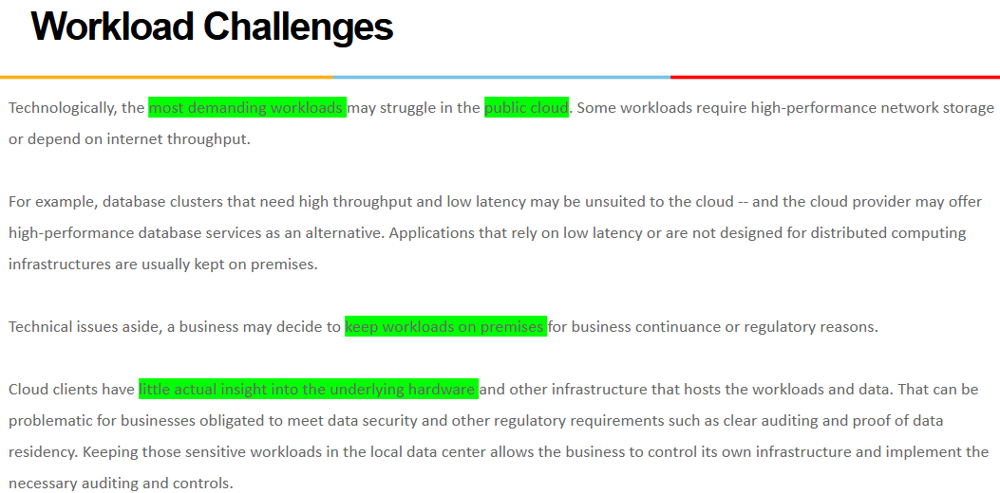 Workload Challenges
Technologically, the most demanding workloads may struggle in the public cloud. Some workloads require high-performance network storage
or depend on internet throughput.
For example, database clusters that need high throughput and low latency may be unsuited to the cloud -- and the cloud provider may offer
high-performance database services as an alternative. Applications that rely on low latency or are not designed for distributed computing
infrastructures are usually kept on premises.
Technical issues aside, a business may decide to keep workloads on premises for business continuance or regulatory reasons.
Cloud clients have little actual insight into the underlying hardware and other infrastructure that hosts the workloads and data. That can be
problematic for businesses obligated to meet data security and other regulatory requirements such as clear auditing and proof of data
residency. Keeping those sensitive workloads in the local data center allows the business to control its own infrastructure and implement the
necessary auditing and controls.